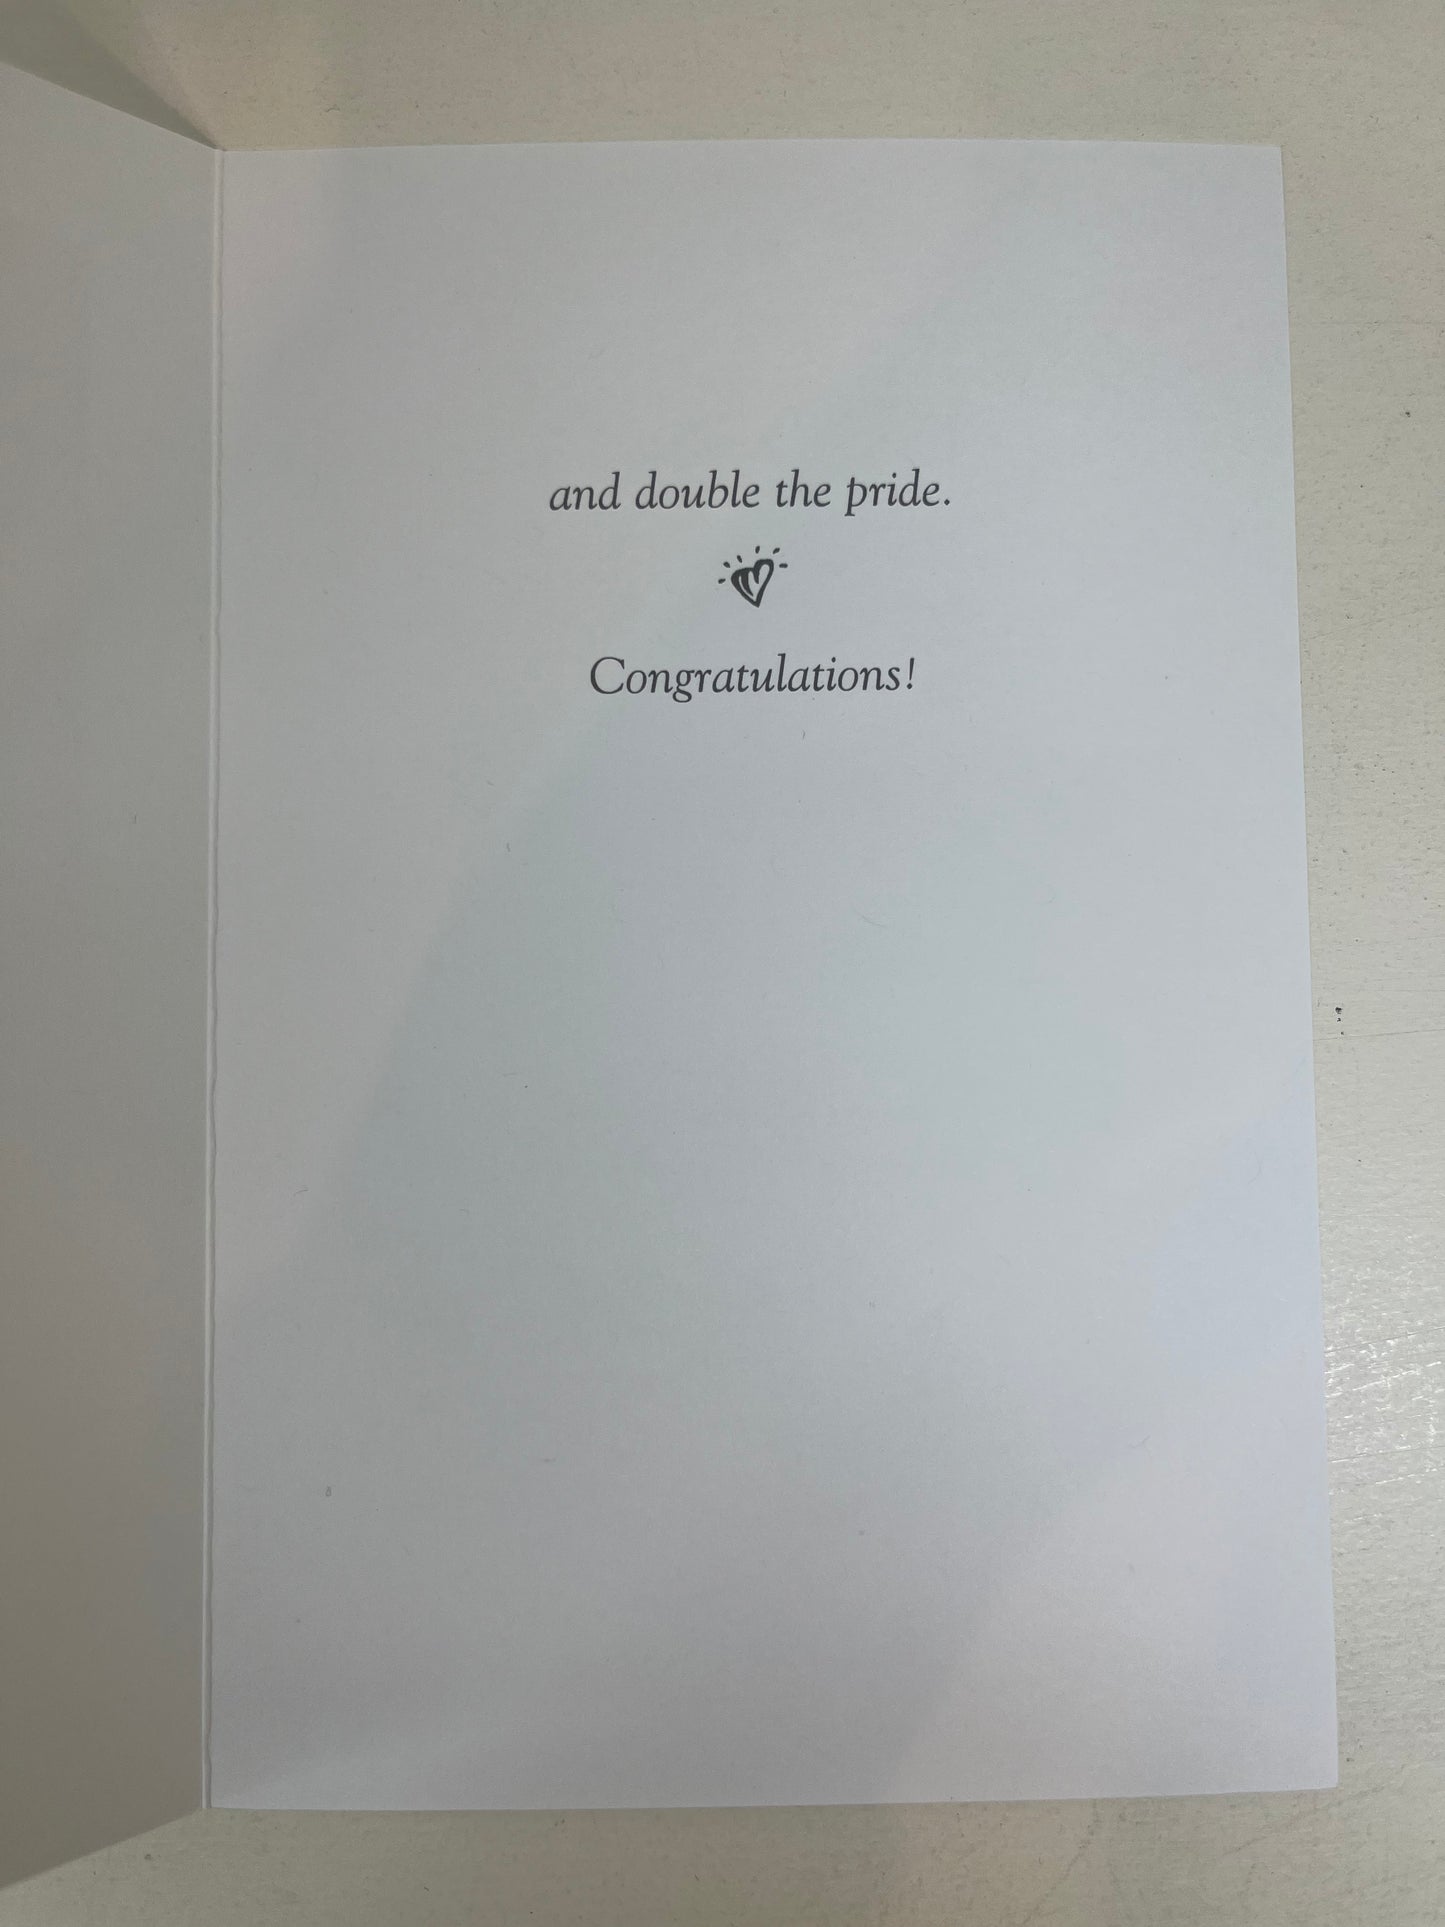 and double the pride.
Congratulations!